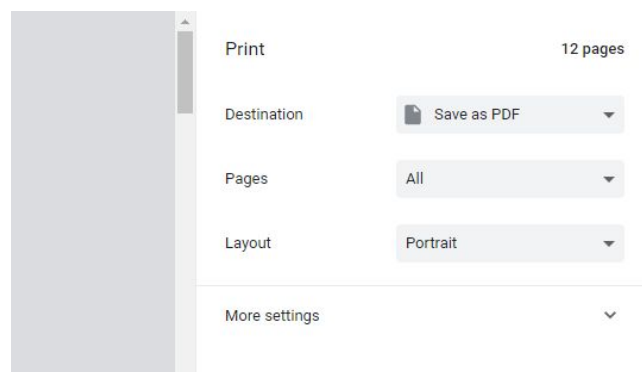 Print 12 pages
Destination Save as PDF
Pages All
Layout Portrait
More settings